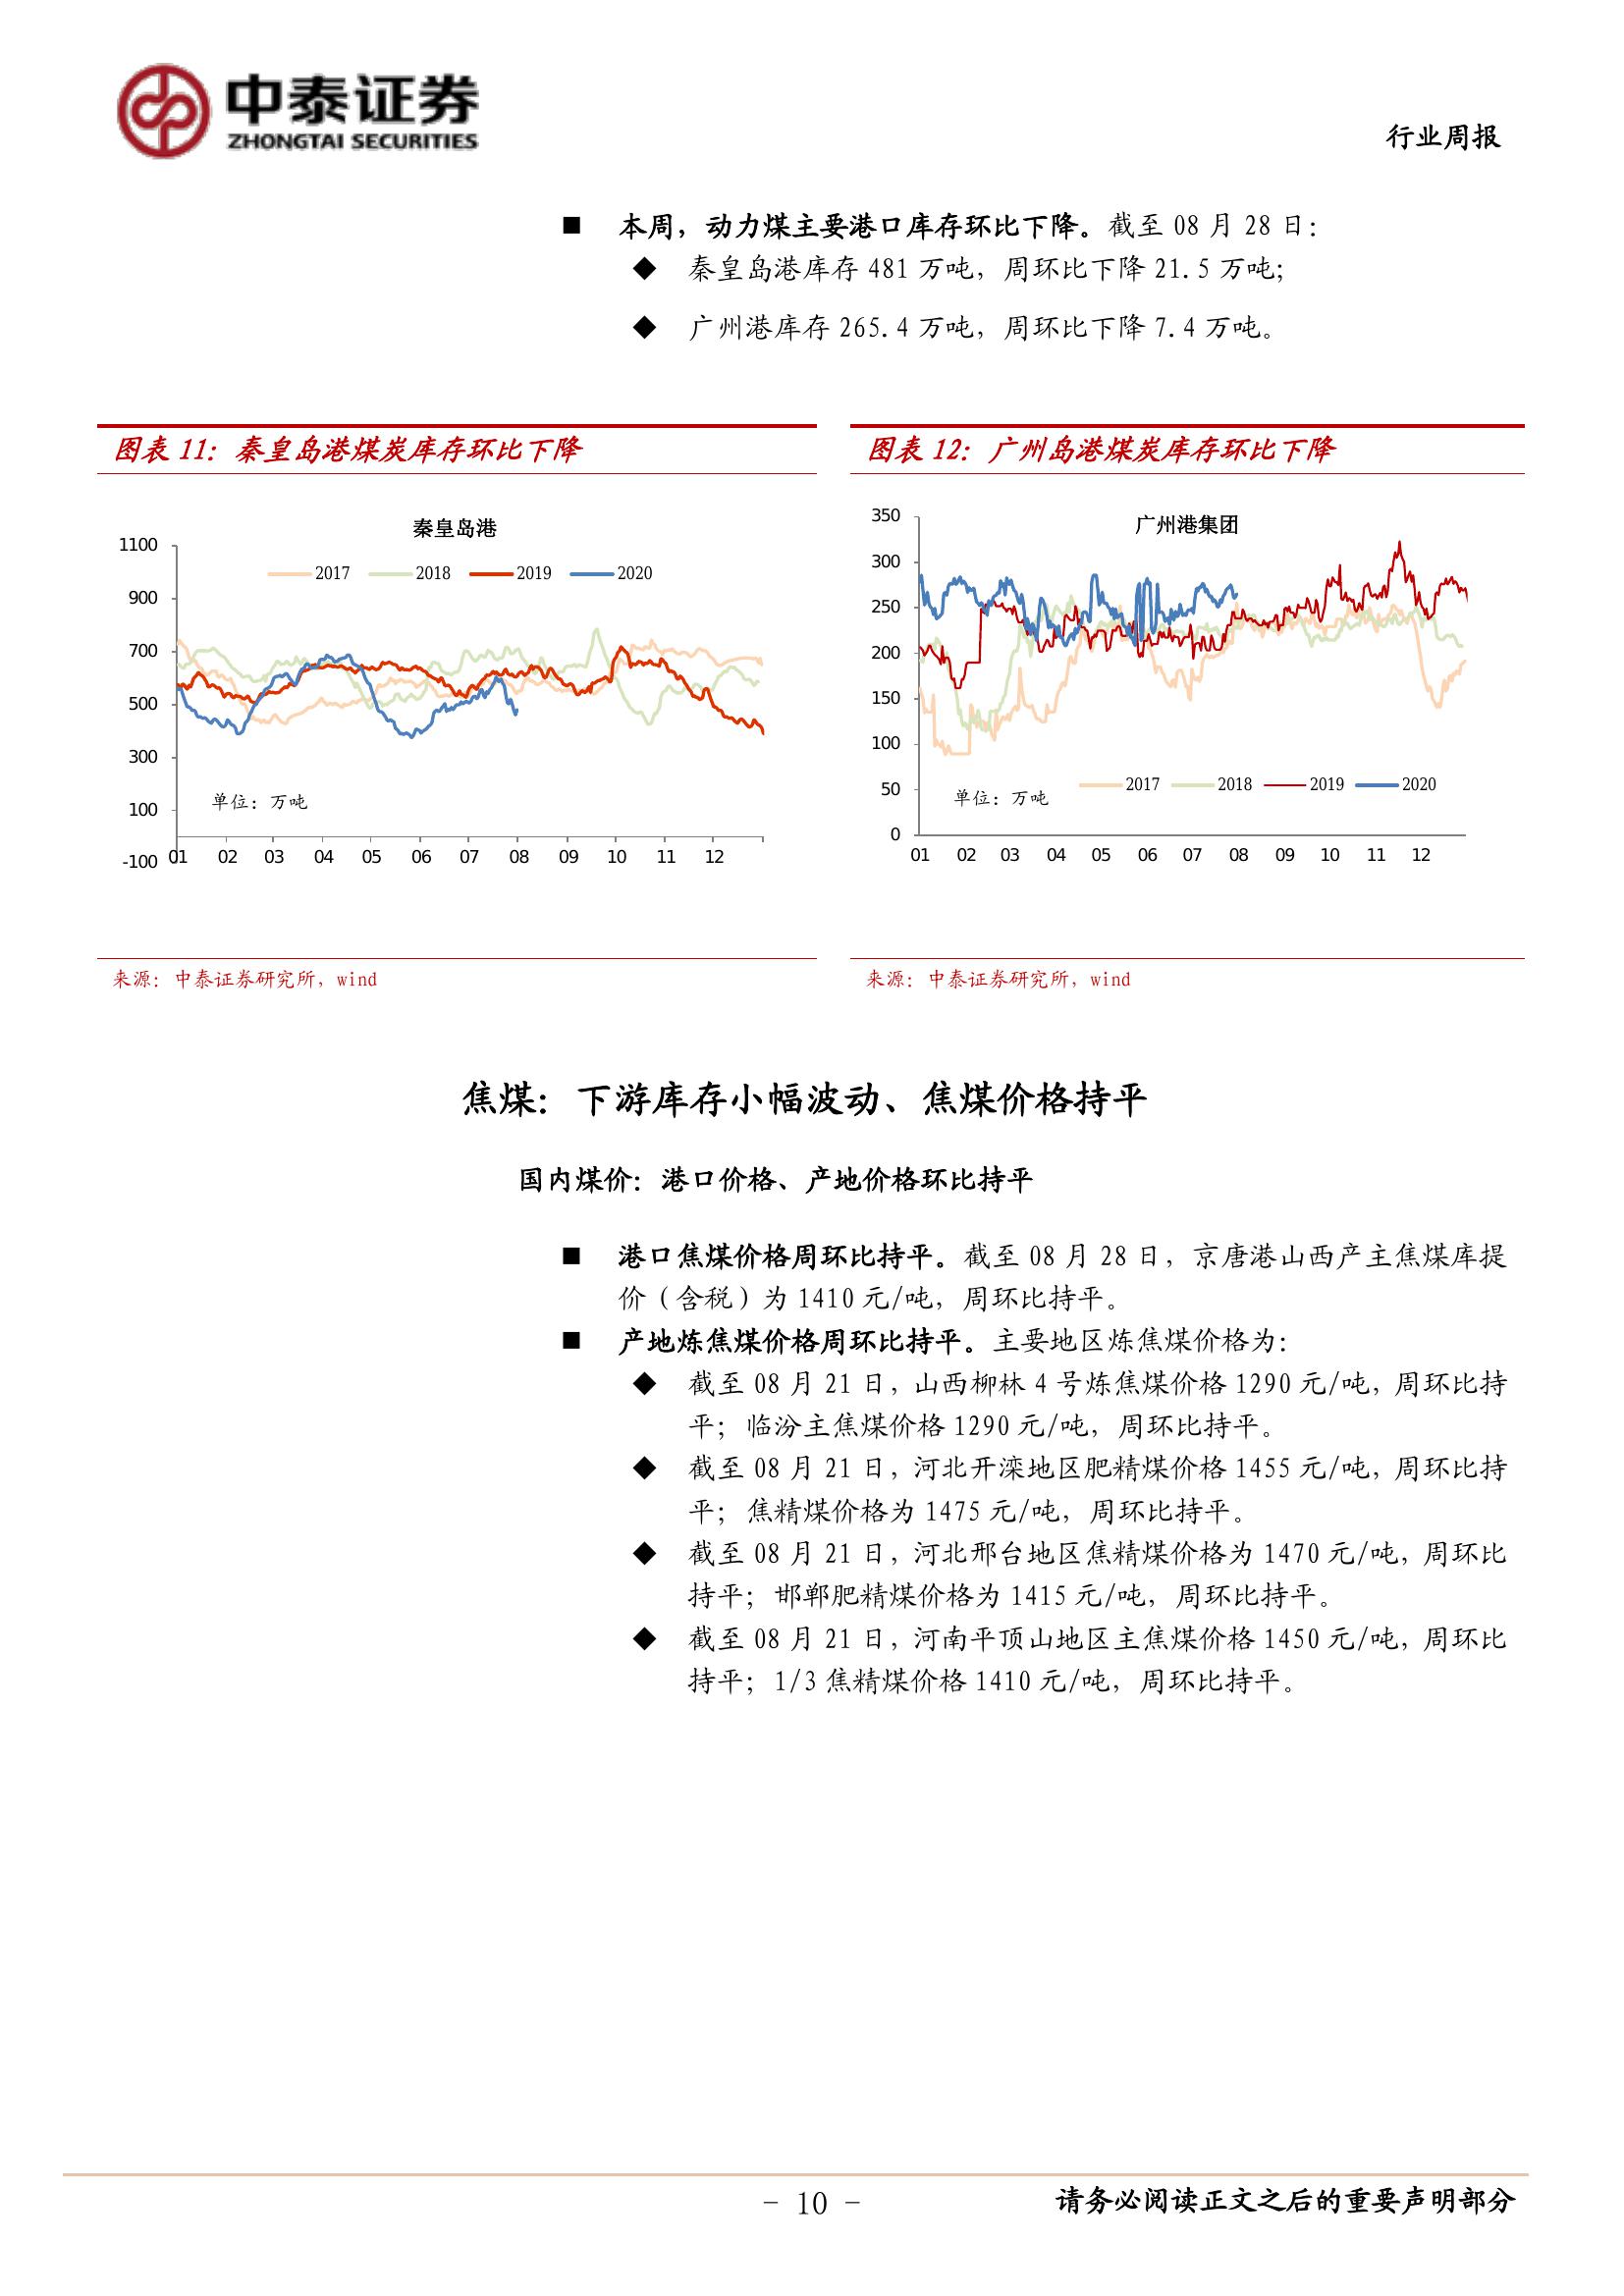 中泰证券
ZHONGTAI SECURITIES
行业周报
■ 本周，动力煤主要港口库存环比下降。截至 08 月 28 日：
◆ 秦皇岛港库存 481 万吨，周环比下降 21.5 万吨；
◆ 广州港库存 265.4 万吨，周环比下降 7.4 万吨。
图表 11：秦皇岛港煤炭库存环比下降
秦皇岛港
2017 2018 2019 2020
1100
900
700
500
300
100
-100
单位：万吨
01 02 03 04 05 06 07 08 09 10 11 12
来源：中泰证券研究所，wind
图表 12：广州岛港煤炭库存环比下降
广州港集团
350
300
250
200
150
100
50
0
单位：万吨
2017 2018 2019 2020
01 02 03 04 05 06 07 08 09 10 11 12
来源：中泰证券研究所，wind
焦煤：下游库存小幅波动、焦煤价格持平
国内煤价：港口价格、产地价格环比持平
■ 港口焦煤价格周环比持平。截至 08 月 28 日，京唐港山西产主焦煤库提
价（含税）为 1410 元/吨，周环比持平。
■ 产地炼焦煤价格周环比持平。主要地区炼焦煤价格为：
◆ 截至 08 月 21 日，山西柳林 4 号炼焦煤价格 1290 元/吨，周环比持
平；临汾主焦煤价格 1290 元/吨，周环比持平。
◆ 截至 08 月 21 日，河北开滦地区肥精煤价格 1455 元/吨，周环比持
平；焦精煤价格为 1475 元/吨，周环比持平。
◆ 截至 08 月 21 日，河北邢台地区焦精煤价格为 1470 元/吨，周环比
持平；邯郸肥精煤价格为 1415 元/吨，周环比持平。
◆ 截至 08 月 21 日，河南平顶山地区主焦煤价格 1450 元/吨，周环比
持平；1/3 焦精煤价格 1410 元/吨，周环比持平。
- 10 -
请务必阅读正文之后的重要声明部分